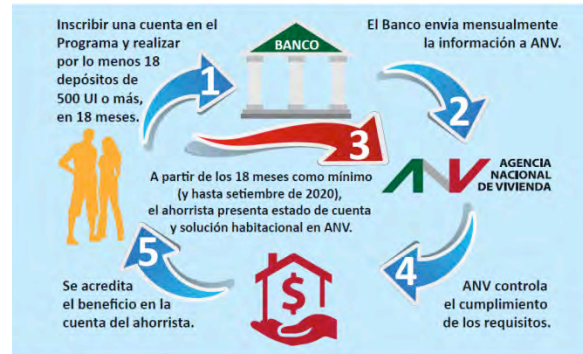 Inscribir una cuenta en el
Programa y realizar
por lo menos 18
depósitos de
500 UI o más,
en 18 meses.
1
BANCO
El Banco envía mensualmente
la información a ANV.
2
3
A partir de los 18 meses como mínimo
(y hasta setiembre de 2020),
el ahorrista presenta estado de cuenta
y solución habitacional en ANV.
ANV
AGENCIA
NACIONAL
DE VIVIENDA
4
ANV controla
el cumplimiento
de los requisitos.
$
5
Se acredita
el beneficio en la
cuenta del ahorrista.